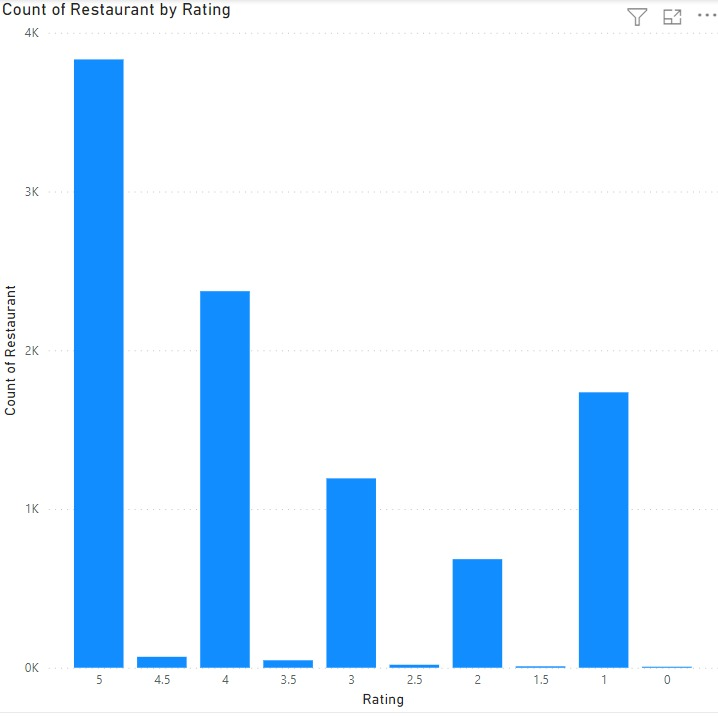 Count of Restaurant by Rating
4K
3K
2K
1K
0K
Count of Restaurant
5 4.5 4 3.5 3 2.5 2 1.5 1 0
Rating